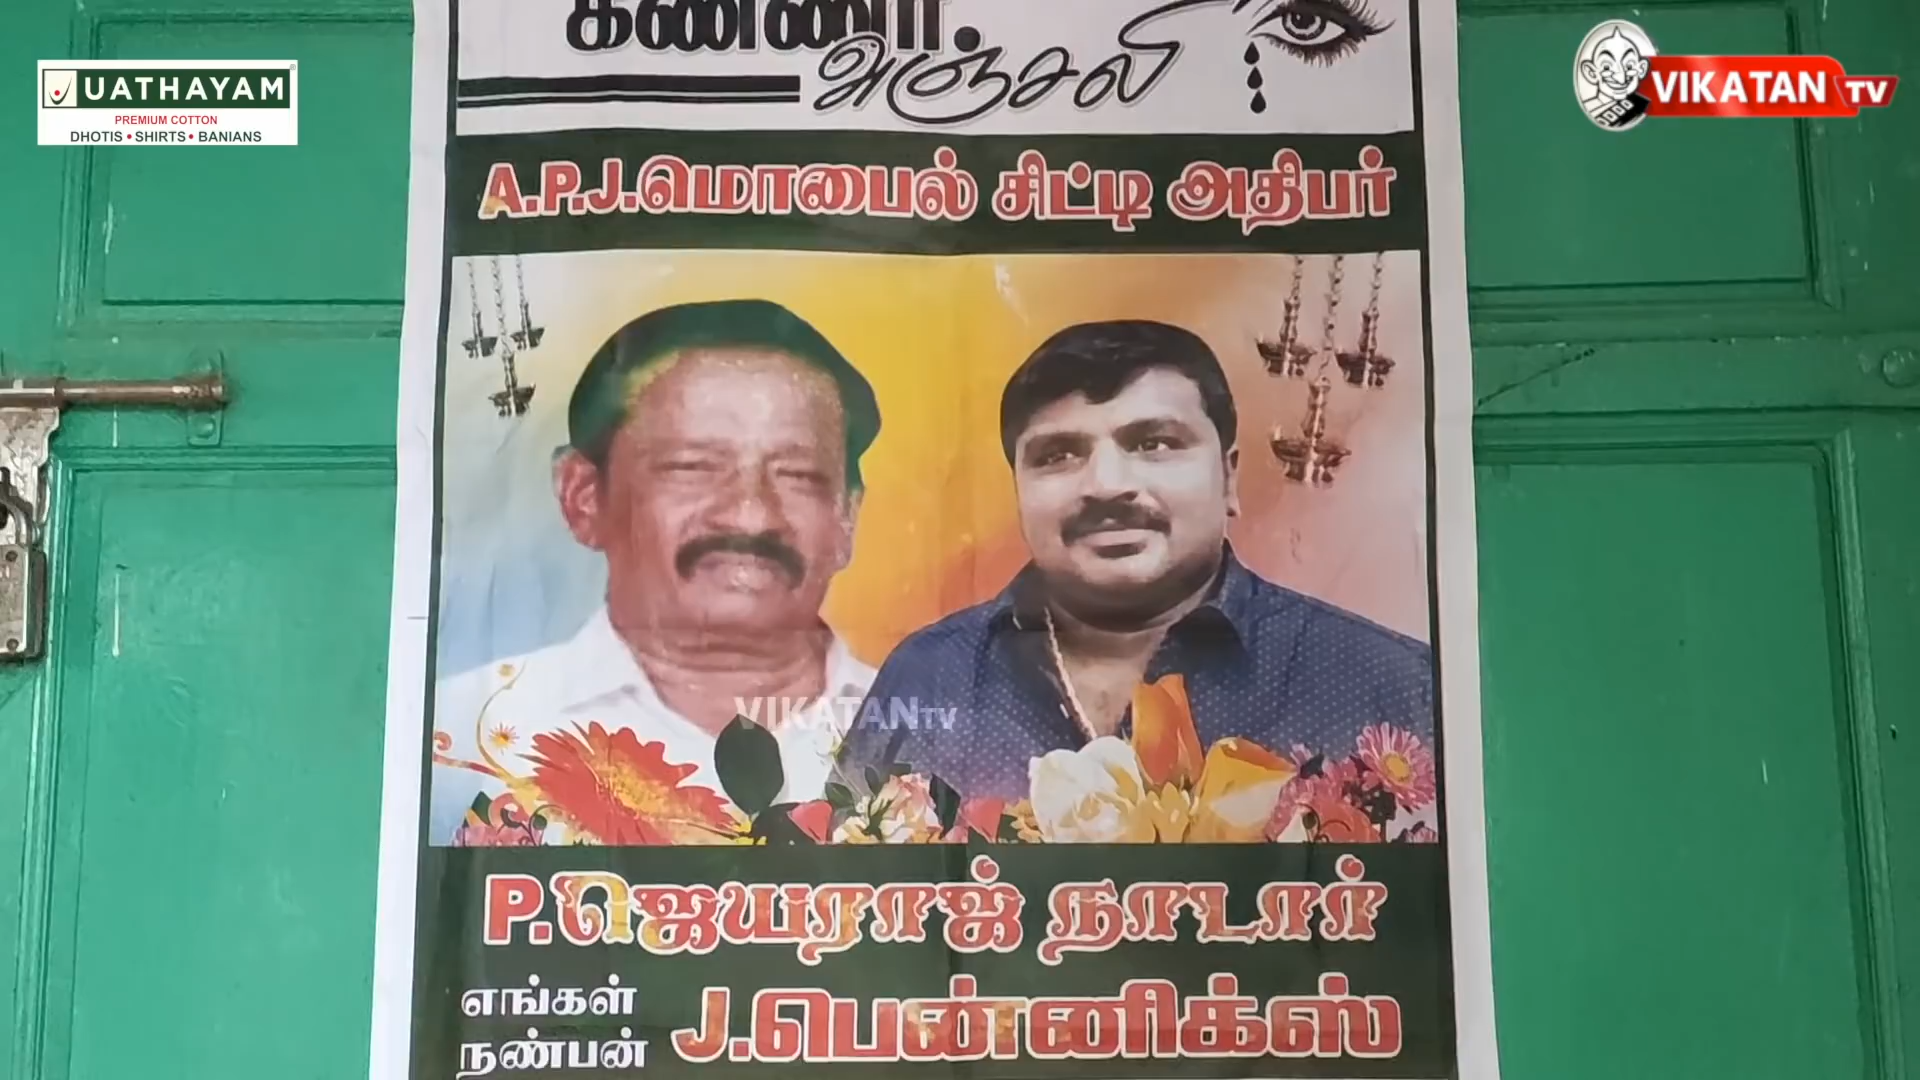 கண்ணீர்
அஞ்சலி
UATHAYAM
PREMIUM COTTON
DHOTIS • SHIRTS • BANIANS
VIKATAN TV
A.P.J.மொபைல் சிட்டி அதிபர்
VIKATAN TV
P.ஜெயராஜ் நாடார்
எங்கள்
நண்பன் J.பென்னிக்ஸ்